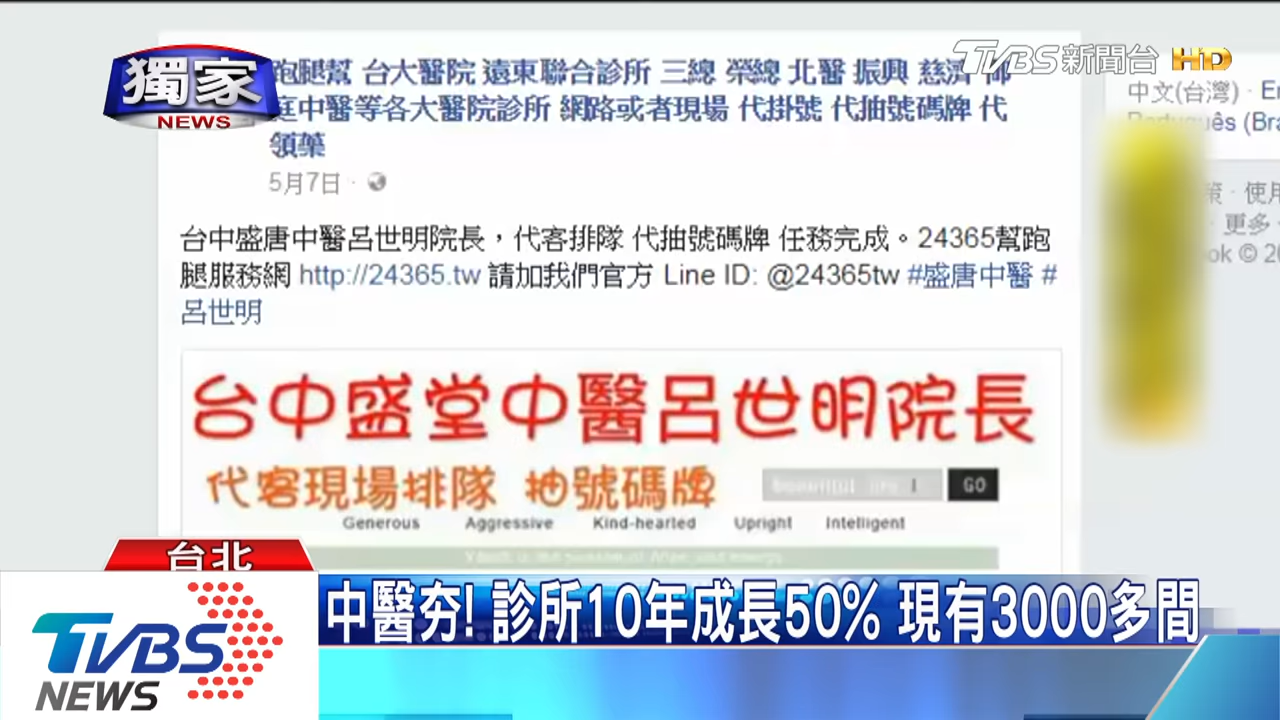 獨家
NEWS
TVBS新聞台 HD
跑腿幫 台大醫院 遠東聯合診所 三總 榮總 北醫 振興 慈濟
庭中醫等各大醫院診所 網路或者現場 代掛號 代抽號碼牌 代
領藥
5月7日
中文(台灣)
Português (Bra
使用
更多
台中盛唐中醫呂世明院長，代客排隊 代抽號碼牌 任務完成。24365幫跑
腿服務網 http://24365.tw 請加我們官方 Line ID: @24365tw #盛唐中醫 #
呂世明
台中盛堂中醫呂世明院長
代客現場排隊 抽號碼牌
GO
Generous Aggressive Kind-hearted Upright Intelligent
台北
中醫夯! 診所10年成長50% 現有3000多間
TVBS
NEWS